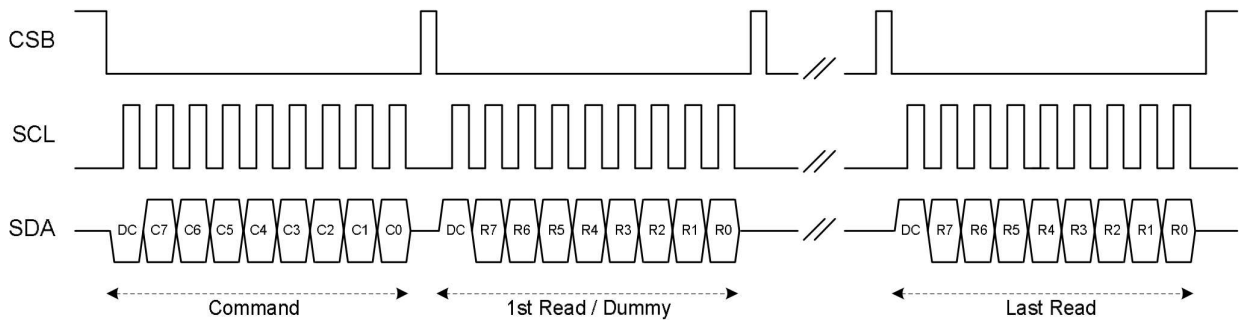 CSB
SCL
SDA
DC C7 C6 C5 C4 C3 C2 C1 C0 DC R7 R6 R5 R4 R3 R2 R1 R0 DC R7 R6 R5 R4 R3 R2 R1 R0
Command 1st Read / Dummy Last Read